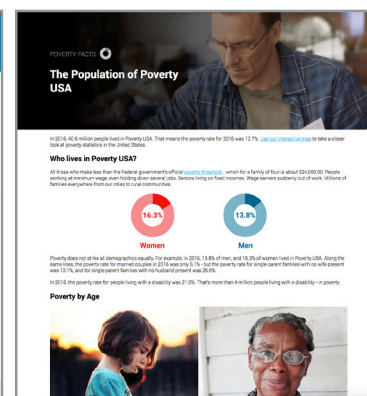 POVERTY FACTS
The Population of Poverty
USA
In 2016, 40.6 million people lived in Poverty USA. That means the poverty rate for 2016 was 12.7%. Use our interactive map to take a closer
look at poverty statistics in the United States.
Who lives in Poverty USA?
All those who make less than the Federal government's official poverty threshold... which for a family of four is about $24,000.00. People
working at minimum wage, even holding down several jobs. Seniors living on fixed incomes. Wage earners suddenly out of work. Millions of
families everywhere from our cities to rural communities.
16.3%
13.8%
Women
Men
Poverty does not strike all demographics equally. For example, in 2016, 13.8% of men, and 16.3% of women lived in Poverty USA. Along the
same lines, the poverty rate for married couples in 2016 was only 5.1% - but the poverty rate for single-parent families with no wife present
was 13.1%, and for single-parent families with no husband present was 26.6%.
In 2016, the poverty rate for people living with a disability was 21.0%. That's more than 4 million people living with a disability—in poverty.
Poverty by Age